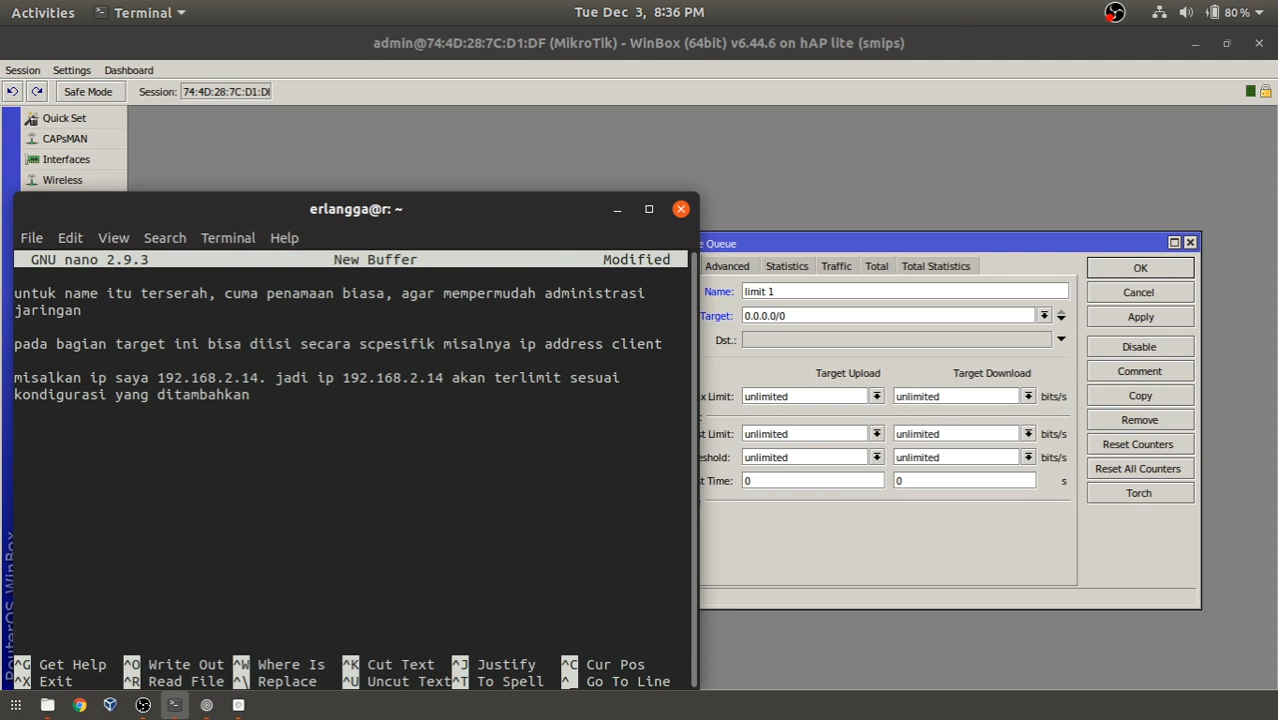 Activities
Terminal
Tue Dec 3, 8:36 PM
80 %
admin@74:4D:28:7C:D1:DF (MikroTik) - WinBox (64bit) v6.44.6 on hAP lite (smips)
Session Settings Dashboard
Safe Mode Session: 74:4D:28:7C:D1:D
Quick Set
CAPsMAN
Interfaces
Wireless
RouterOS WinBox
erlangga@r: ~
File Edit View Search Terminal Help
GNU nano 2.9.3 New Buffer Modified
untuk name itu terserah, cuma penamaan biasa, agar mempermudah administrasi
jaringan
pada bagian target ini bisa diisi secara scpesifik misalnya ip address client
misalkan ip saya 192.168.2.14. jadi ip 192.168.2.14 akan terlimit sesuai
kondigurasi yang ditambahkan
^G Get Help ^O Write Out ^W Where Is ^K Cut Text ^J Justify ^C Cur Pos
^X Exit ^R Read File ^\ Replace ^U Uncut Text ^T To Spell ^_ Go To Line
e Queue
Advanced Statistics Traffic Total Total Statistics
Name: limit 1
Target: 0.0.0.0/0
Dst.:
Target Upload Target Download
x Limit: unlimited unlimited bits/s
st Limit: unlimited unlimited bits/s
eshold: unlimited unlimited bits/s
st Time: 0 0 s
OK
Cancel
Apply
Disable
Comment
Copy
Remove
Reset Counters
Reset All Counters
Torch